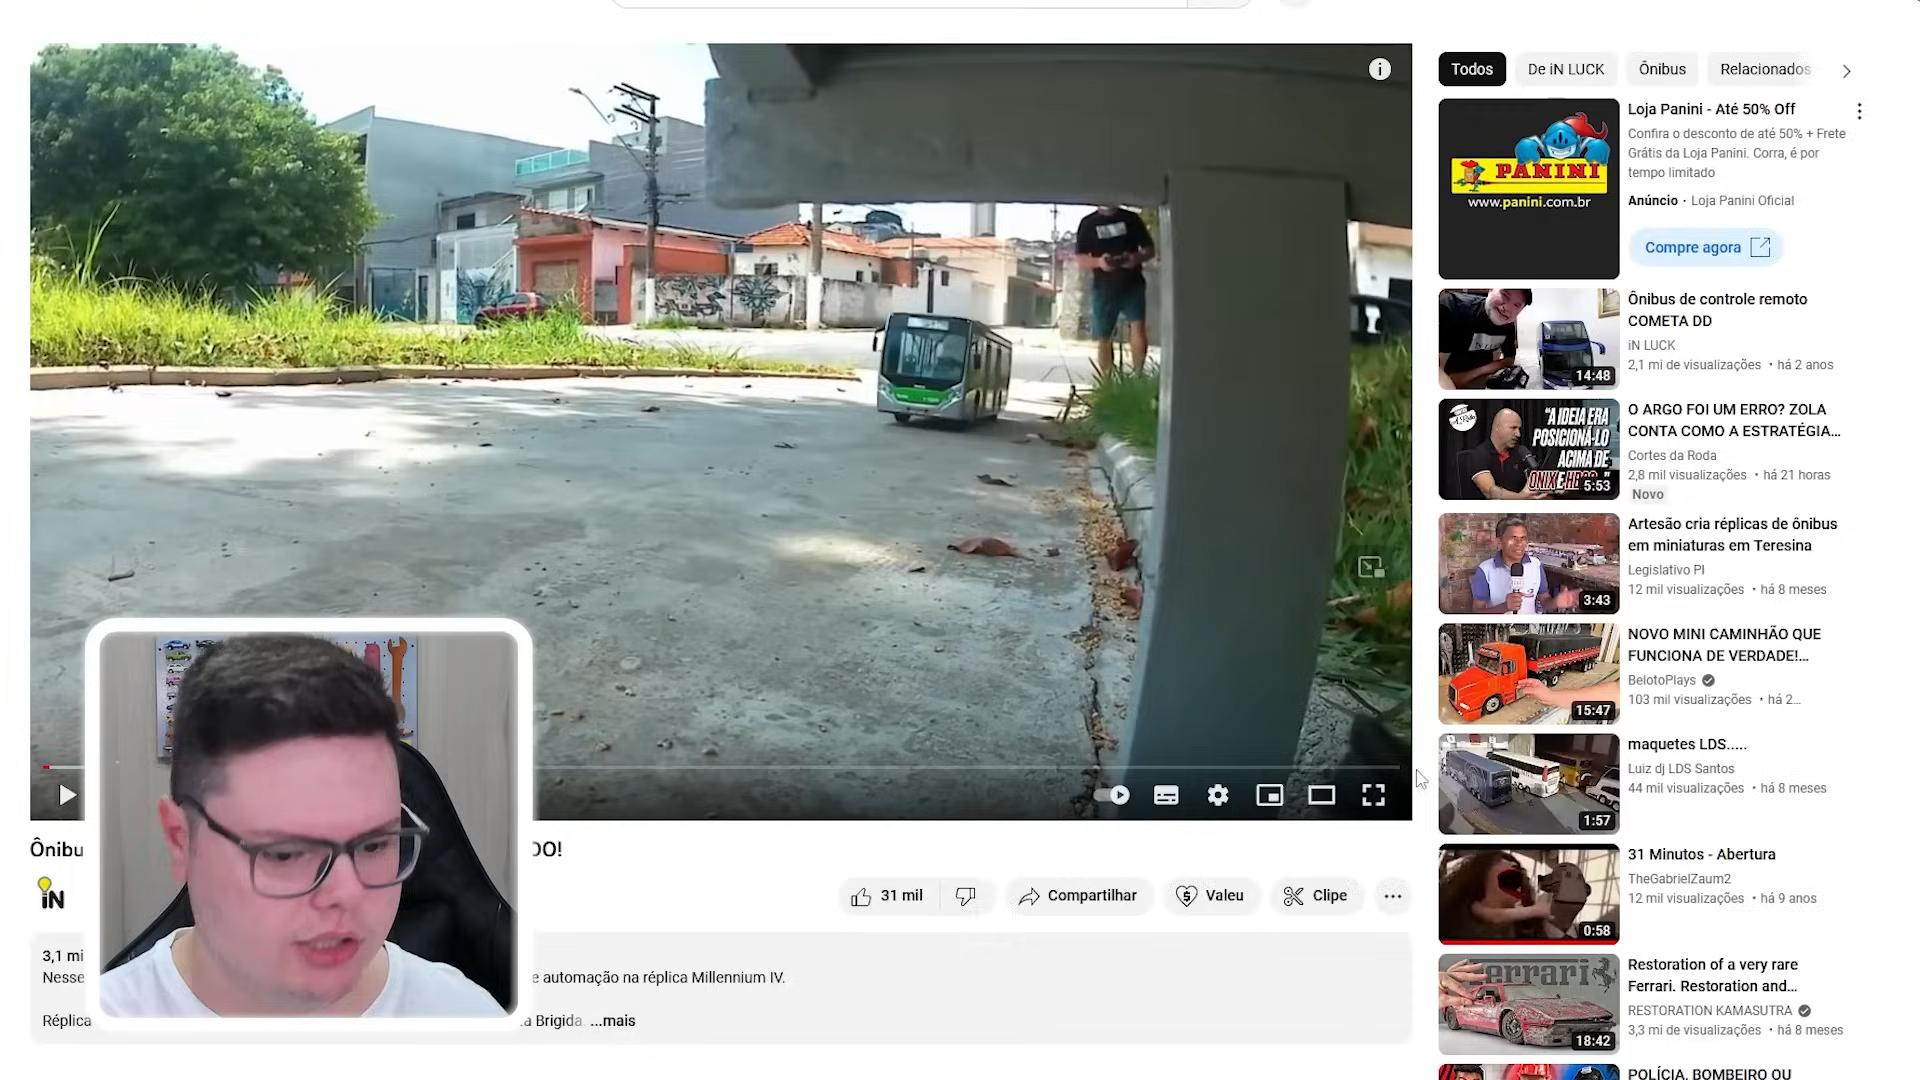 Todos
De iN LUCK
Ônibus
Relacionados
PANINI
www.panini.com.br
Loja Panini - Até 50% Off
Confira o desconto de até 50% + Frete
Grátis da Loja Panini. Corra, é por
tempo limitado
Anúncio · Loja Panini Oficial
Compre agora
14:48
Ônibus de controle remoto
COMETA DD
iN LUCK
2,1 mi de visualizações • há 2 anos
"A IDEIA ERA
POSICIONÁ-LO
ACIMA DE
5:53
O ARGO FOI UM ERRO? ZOLA
CONTA COMO A ESTRATÉGIA...
Cortes da Roda
2,8 mil visualizações • há 21 horas
Novo
3:43
Artesão cria réplicas de ônibus
em miniaturas em Teresina
Legislativo PI
12 mil visualizações • há 8 meses
15:47
NOVO MINI CAMINHÃO QUE
FUNCIONA DE VERDADE!...
BelotoPlays
103 mil visualizações • há 2...
1:57
maquetes LDS.....
Luiz dj LDS Santos
44 mil visualizações • há 8 meses
0:58
31 Minutos - Abertura
TheGabrielZaum2
12 mil visualizações • há 9 anos
Ferrari
18:42
Restoration of a very rare
Ferrari. Restoration and...
RESTORATION KAMASUTRA
3,3 mi de visualizações • há 8 meses
POLÍCIA, BOMBEIRO OU
Ônibu
DO!
iN
31 mil
Compartilhar
Valeu
Clipe
3,1 mi
Nesse
e automação na réplica Millennium IV.
Réplica
a Brigida. ...mais